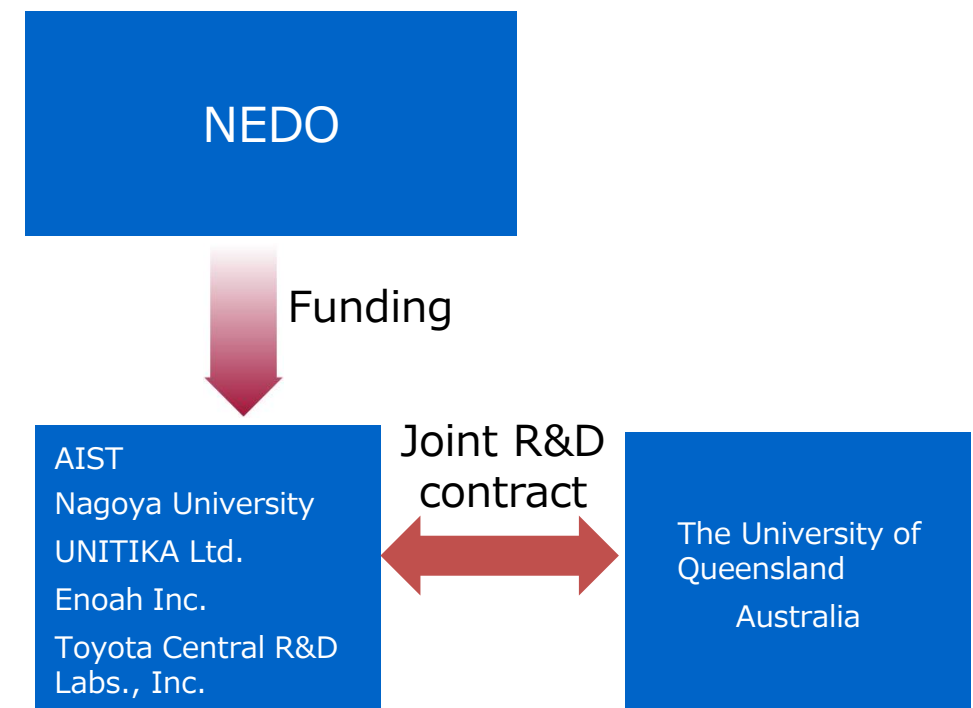 NEDO
Funding
AIST
Nagoya University
UNITIKA Ltd.
Enoah Inc.
Toyota Central R&D
Labs., Inc.
Joint R&D
contract
The University of
Queensland
Australia